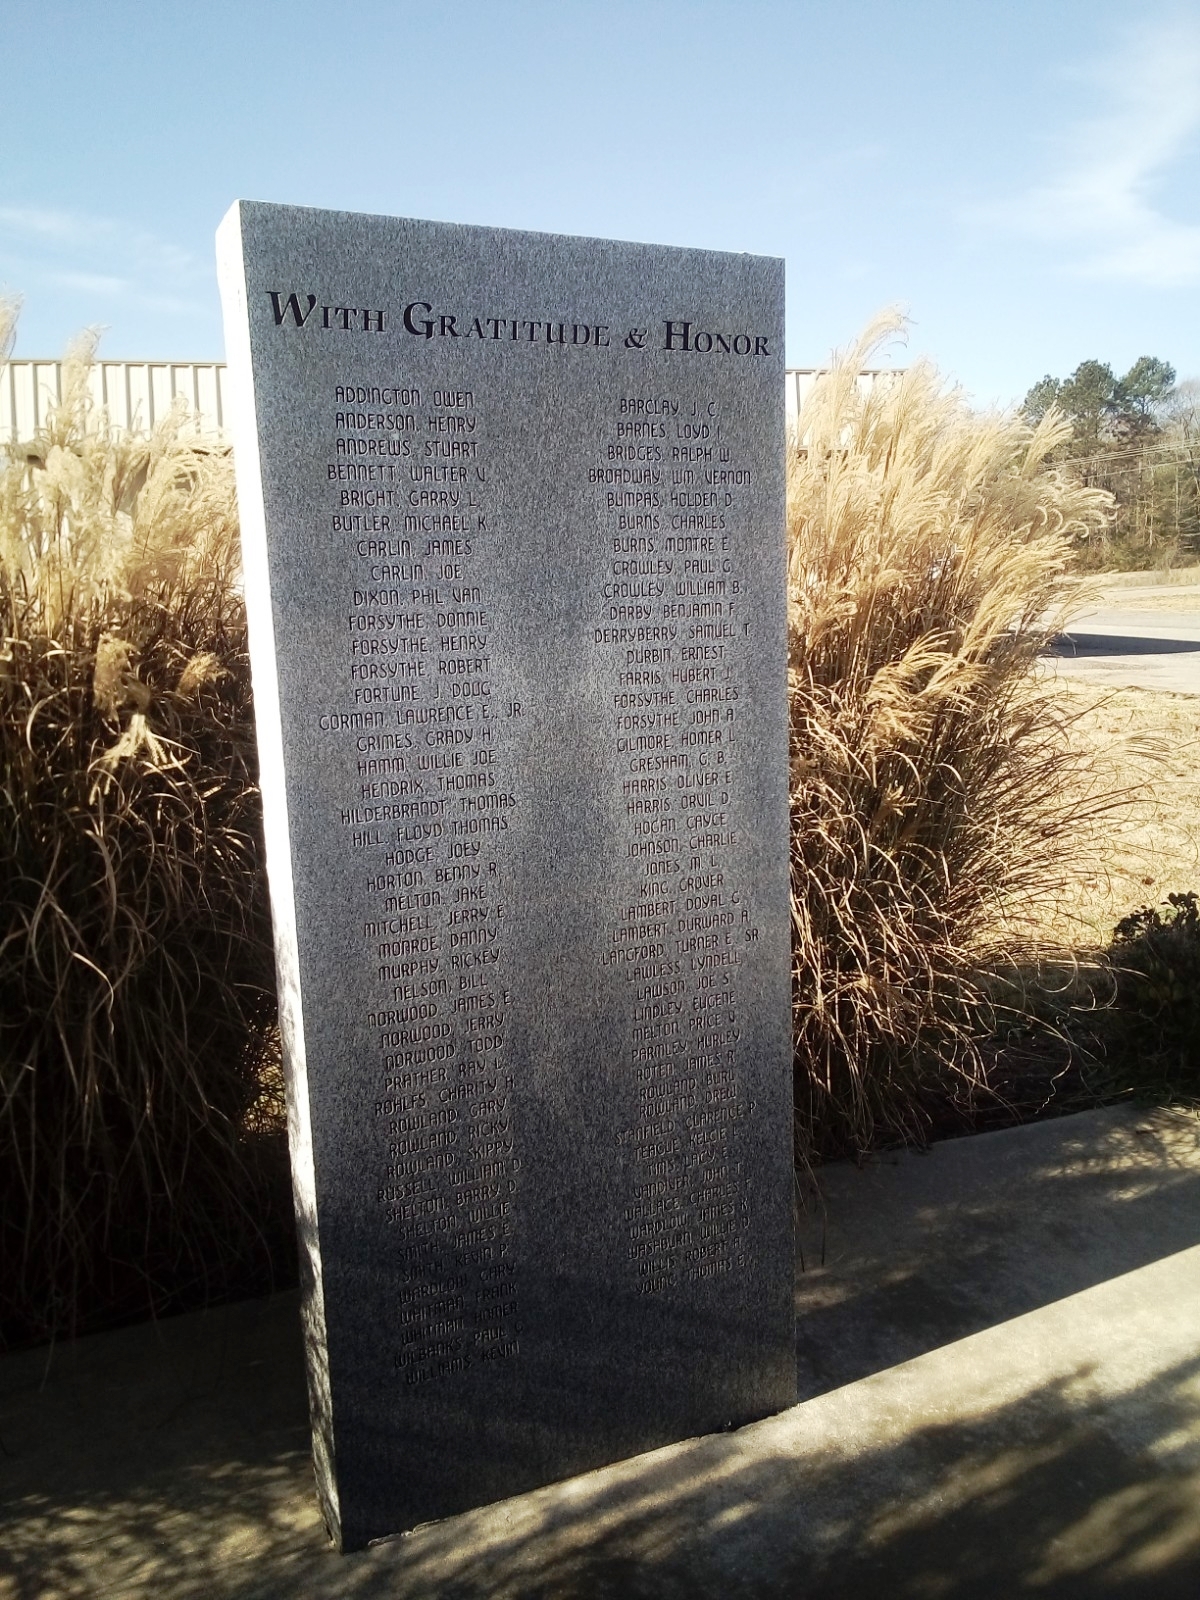 With Gratitude & Honor
ADDINGTON, OWEN
ANDERSON, HENRY
ANDREWS, STUART
BENNETT, WALTER V.
BRIGHT, GARRY L.
BUTLER, MICHAEL K.
CARLIN, JAMES
CARLIN, JOE
DIXON, PHIL VAN
FORSYTHE, DONNIE
FORSYTHE, HENRY
FORSYTHE, ROBERT
FORTUNE, J. DOUG
GORMAN, LAWRENCE E., JR.
GRIMES, GRADY H.
HAMM, WILLIE JOE
HENDRIX, THOMAS
HILDERBRANDT, THOMAS
HILL, FLOYD THOMAS
HODGE, JOEY
HORTON, BENNY R.
MELTON, JAKE
MITCHELL, JERRY E.
MONROE, DANNY
MURPHY, RICKEY
NELSON, BILL
NORWOOD, JAMES E.
NORWOOD, JERRY
NORWOOD, TODD
PRATHER, RAY L.
ROHLFS, CHARITY H.
ROWLAND, GARY
ROWLAND, RICKY
ROWLAND, SKIPPY
RUSSELL, WILLIAM D.
SHELTON, BARRY D.
SHELTON, WILLIE
SMITH, JAMES E.
SMITH, KEVIN P.
WARDLOW, GARY
WHITMAN, FRANK
WHITMAN, HOMER
WILBANKS, PAUL
WILLIAMS, KEVIN
BARCLAY, J. C.
BARNES, LOYD I.
BRIDGES, RALPH W.
BROADWAY, WM. VERNON
BUMPAS, HOLDEN D.
BURNS, CHARLES
BURNS, MONTRE E.
CROWLEY, PAUL G.
CROWLEY, WILLIAM B.
DARBY, BENJAMIN F.
DERRYBERRY, SAMUEL T.
DURBIN, ERNEST
FARRIS, HUBERT J.
FORSYTHE, CHARLES
FORSYTHE, JOHN A.
GILMORE, HOMER L.
GRESHAM, G. B.
HARRIS, OLIVER E.
HARRIS, ORVIL D.
HOGAN, CAYCE
JOHNSON, CHARLIE
JONES, M. L.
KING, GROVER
LAMBERT, DOYAL G.
LAMBERT, DURWARD A.
LANGFORD, TURNER E., SR.
LAWLESS, LYNDELL
LAWSON, JOE S.
LINDLEY, EUGENE
MELTON, PRICE V.
PARMLEY, HURLEY
ROTEN, JAMES R.
ROWLAND, BURL
ROWLAND, DREW
STANFIELD, CLARENCE P.
TEAGUE, KELCIE
TIMS, LACY E.
VANDIVER, JOHN T.
WALLACE, CHARLES
WARDLOW, JAMES K.
WASHBURN, WILLIE D.
WILLIS, ROBERT A.
YOUNG, THOMAS E.